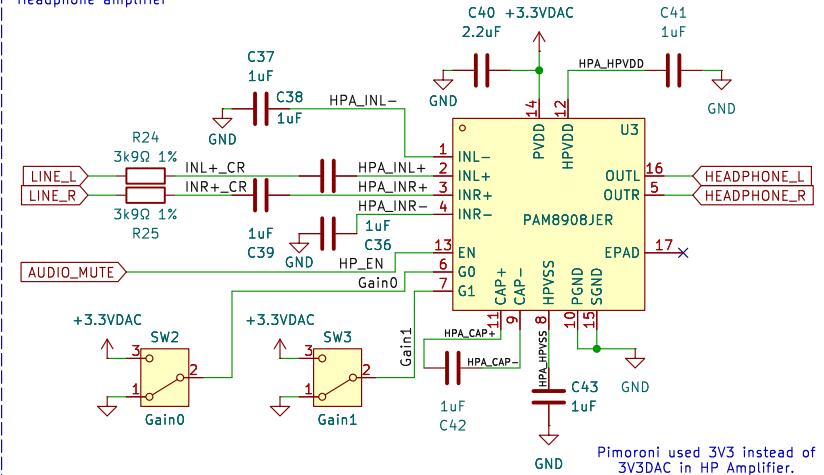 Headphone amplifier
C40 +3.3VDAC
2.2uF
C41
1uF
C37
1uF
C38
1uF
HPA_HPVDD
GND
GND
HPA_INL-
GND
14
12
PVDD
HPVDD
U3
R24
3k9Ω 1%
LINE_L
INL+_CR
HPA_INL+
1
INL-
2
INL+
OUTL
16
HEADPHONE_L
LINE_R
INR+_CR
HPA_INR+
3
INR+
OUTR
5
HEADPHONE_R
3k9Ω 1%
R25
HPA_INR-
4
INR-
PAM8908JER
1uF
C39
1uF
C36
GND
13
EN
EPAD
17
AUDIO_MUTE
HP_EN
6
G0
Gain0
7
G1
CAP+
CAP-
HPVSS
PGND
SGND
11
9
8
10
15
+3.3VDAC
SW2
3
2
1
Gain0
+3.3VDAC
SW3
3
2
1
Gain1
Gain1
HPA_CAP+
HPA_CAP-
1uF
C42
HPA_HPVSS
C43
1uF
GND
GND
Pimoroni used 3V3 instead of
3V3DAC in HP Amplifier.